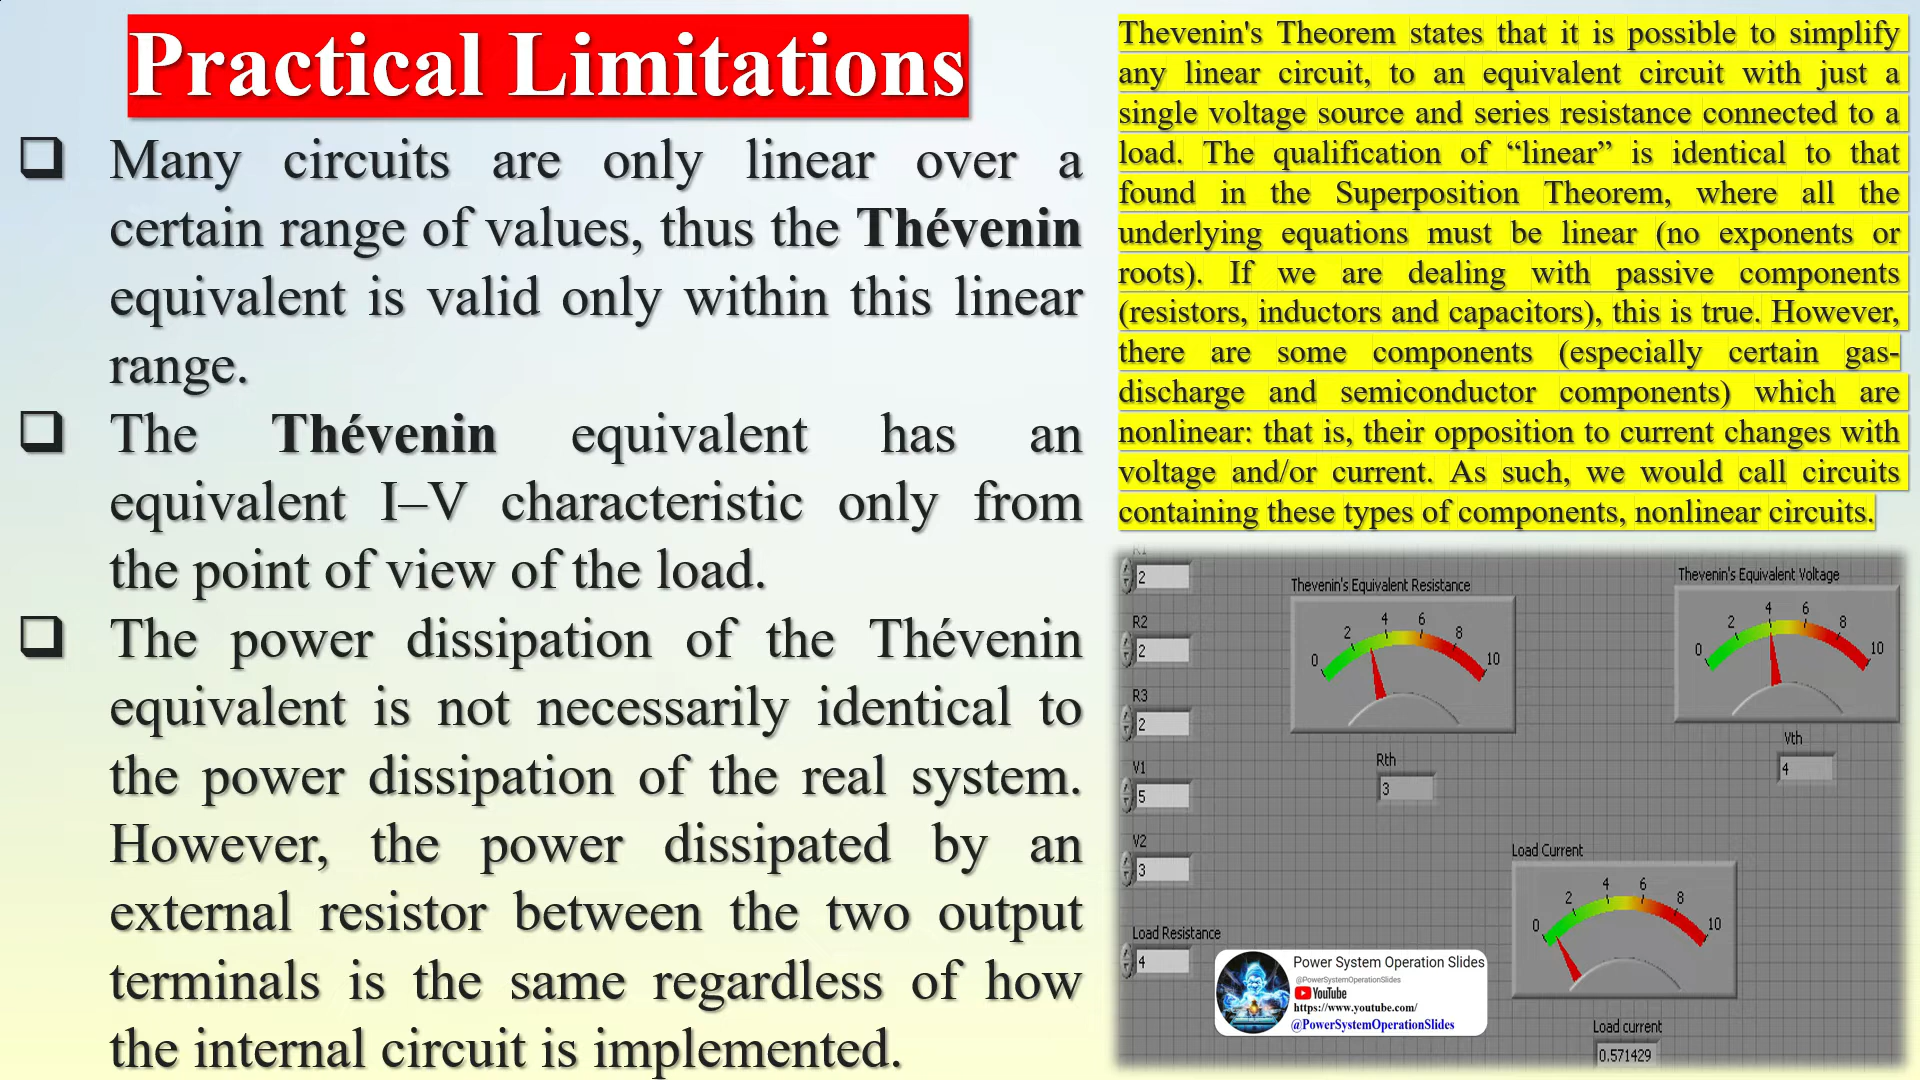 Practical Limitations
❑ Many circuits are only linear over a
certain range of values, thus the Thévenin
equivalent is valid only within this linear
range.
❑ The Thévenin equivalent has an
equivalent I–V characteristic only from
the point of view of the load.
❑ The power dissipation of the Thévenin
equivalent is not necessarily identical to
the power dissipation of the real system.
However, the power dissipated by an
external resistor between the two output
terminals is the same regardless of how
the internal circuit is implemented.
Thevenin's Theorem states that it is possible to simplify
any linear circuit, to an equivalent circuit with just a
single voltage source and series resistance connected to a
load. The qualification of “linear” is identical to that
found in the Superposition Theorem, where all the
underlying equations must be linear (no exponents or
roots). If we are dealing with passive components
(resistors, inductors and capacitors), this is true. However,
there are some components (especially certain gas-
discharge and semiconductor components) which are
nonlinear: that is, their opposition to current changes with
voltage and/or current. As such, we would call circuits
containing these types of components, nonlinear circuits.
R1
2
R2
2
R3
2
V1
5
V2
3
Load Resistance
4
Thevenin's Equivalent Resistance
0 2 4 6 8 10
Rth
3
Thevenin's Equivalent Voltage
0 2 4 6 8 10
Vth
4
Load Current
0 2 4 6 8 10
Load current
0.571429
Power System Operation Slides
@PowerSystemOperationSlides
YouTube
https://www.youtube.com/
@PowerSystemOperationSlides